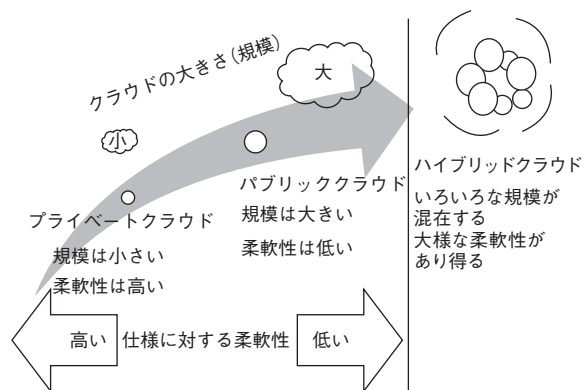 クラウドの大きさ（規模）
大
小
プライベートクラウド
規模は小さい
柔軟性は高い
パブリッククラウド
規模は大きい
柔軟性は低い
ハイブリッドクラウド
いろいろな規模が
混在する
大様な柔軟性が
あり得る
高い 仕様に対する柔軟性 低い